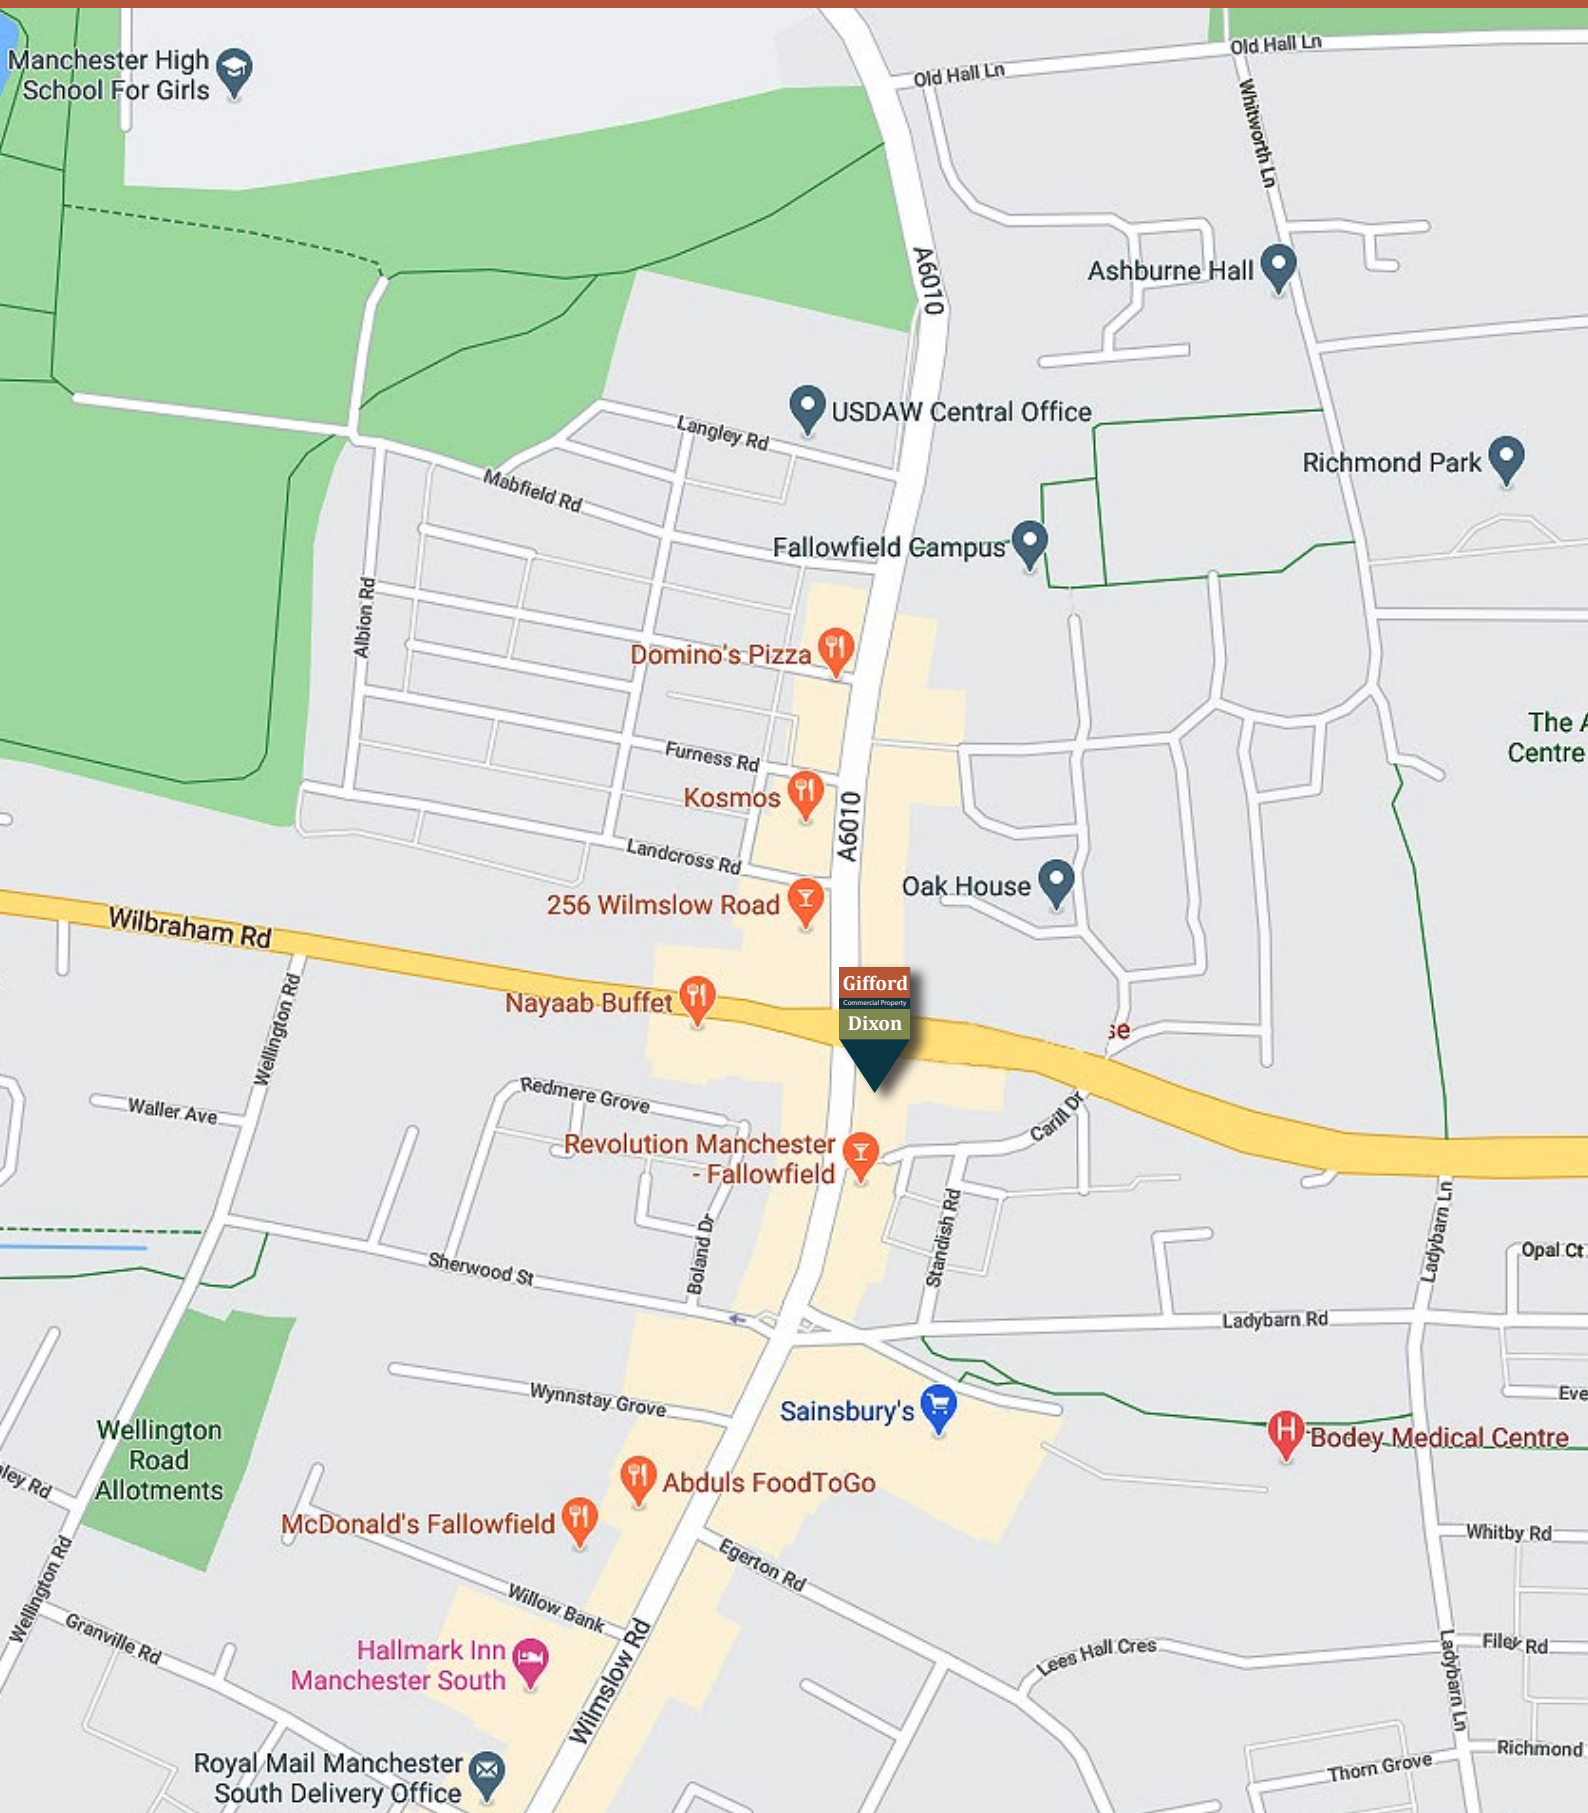 Old Hall Ln
Old Hall Ln
Manchester High
School For Girls
Whitworth Ln
A6010
Ashburne Hall
USDAW Central Office
Langley Rd
Richmond Park
Mabfield Rd
Fallowfield Campus
Albion Rd
Domino's Pizza
The A
Centre
Furness Rd
Kosmos
A6010
Landcross Rd
Oak House
256 Wilmslow Road
Wilbraham Rd
Gifford
Commercial Property
Dixon
Nayaab Buffet
se
Wellington Rd
Redmere Grove
Waller Ave
Carill Dr
Revolution Manchester
- Fallowfield
Standish Rd
Ladybarn Ln
Boland Dr
Opal Ct
Sherwood St
Ladybarn Rd
Wynnstay Grove
Eve
Sainsbury's
Wellington
Road
Allotments
Bodey Medical Centre
ley Rd
Abduls FoodToGo
McDonald's Fallowfield
Whitby Rd
Egerton Rd
Wellington Rd
Willow Bank
Granville Rd
Hallmark Inn
Manchester South
Wilmslow Rd
Lees Hall Cres
Filey Rd
Ladybarn Ln
Royal Mail Manchester
South Delivery Office
Richmond
Thorn Grove